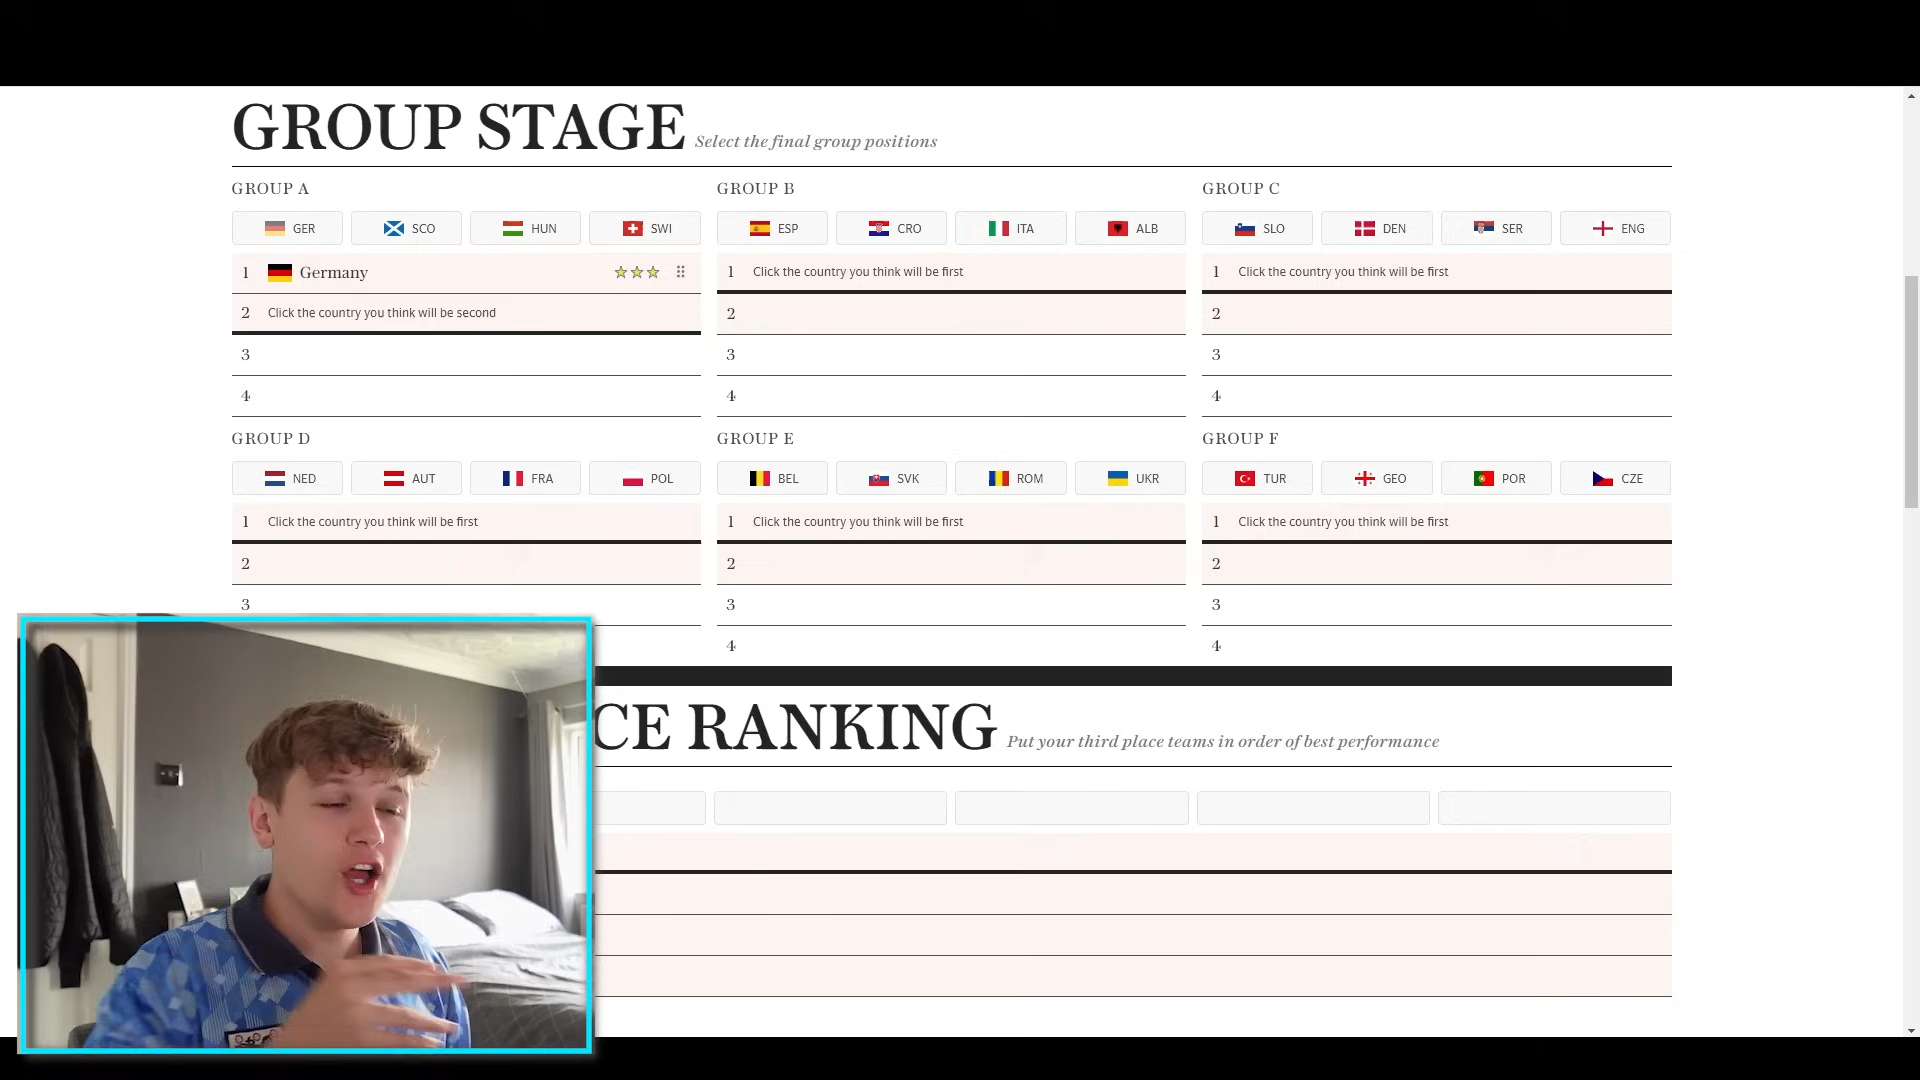 GROUP STAGE Select the final group positions
GROUP A GROUP B GROUP C
GER SCO HUN SWI ESP CRO ITA ALB SLO DEN SER ENG
1 Germany 1 Click the country you think will be first 1 Click the country you think will be first
2 Click the country you think will be second 2 2
3 3 3
4 4 4
GROUP D GROUP E GROUP F
NED AUT FRA POL BEL SVK ROM UKR TUR GEO POR CZE
1 Click the country you think will be first 1 Click the country you think will be first 1 Click the country you think will be first
2 2 2
3 3 3
4 4
CE RANKING Put your third place teams in order of best performance